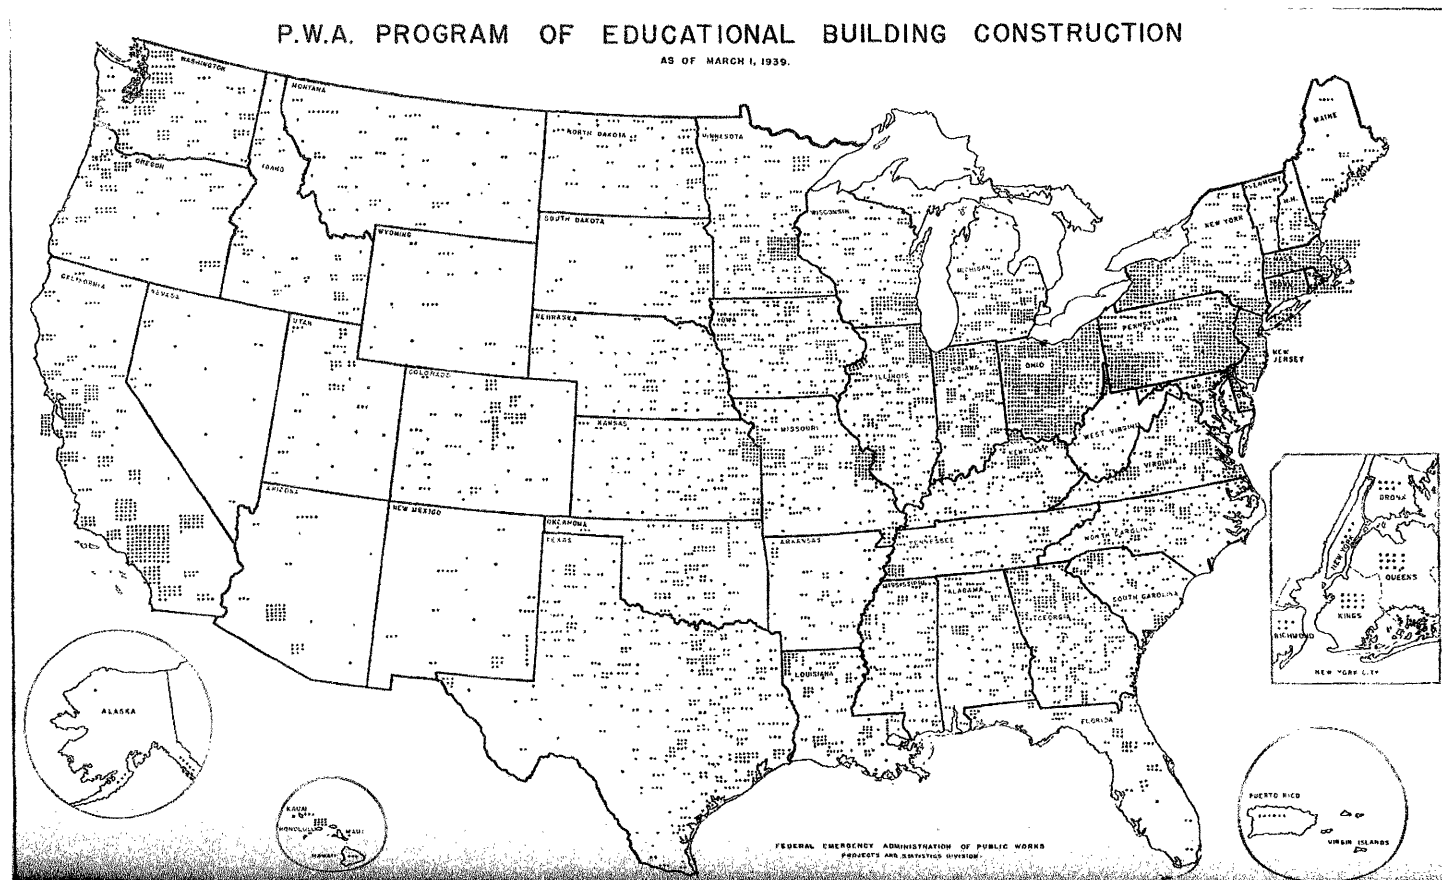 P.W.A. PROGRAM OF EDUCATIONAL BUILDING CONSTRUCTION
AS OF MARCH 1, 1939.
WASHINGTON
MONTANA
NORTH DAKOTA
MINNESOTA
MAINE
OREGON
IDAHO
VERMONT
N.H.
SOUTH DAKOTA
WISCONSIN
NEW YORK
WYOMING
MICHIGAN
MASS.
CONN.
CALIFORNIA
NEVADA
UTAH
NEBRASKA
IOWA
PENNSYLVANIA
NEW
JERSEY
COLORADO
ILLINOIS
INDIANA
OHIO
MD.
KANSAS
MISSOURI
KENTUCKY
WEST VIRGINIA
VIRGINIA
ARIZONA
NEW MEXICO
OKLAHOMA
TEXAS
ARKANSAS
TENNESSEE
NORTH CAROLINA
MISSISSIPPI
ALABAMA
GEORGIA
SOUTH CAROLINA
LOUISIANA
FLORIDA
BRONX
NEW YORK
QUEENS
KINGS
RICHMOND
NEW YORK CITY
ALASKA
KAUAI
HONOLULU
MAUI
HAWAII
PUERTO RICO
VIRGIN ISLANDS
FEDERAL EMERGENCY ADMINISTRATION OF PUBLIC WORKS
PROJECTS AND STATISTICS DIVISION.